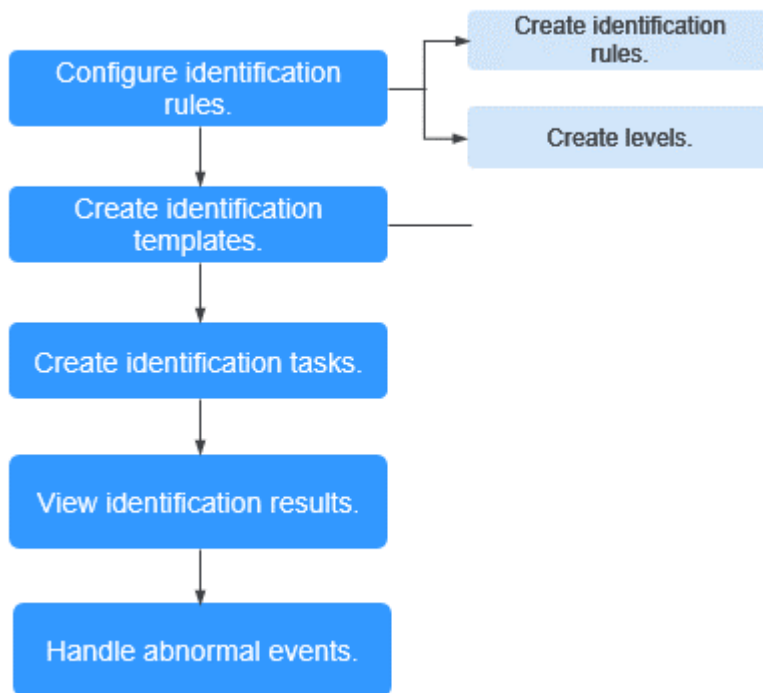 Configure identification
rules.
Create identification
rules.
Create levels.
Create identification
templates.
Create identification tasks.
View identification results.
Handle abnormal events.